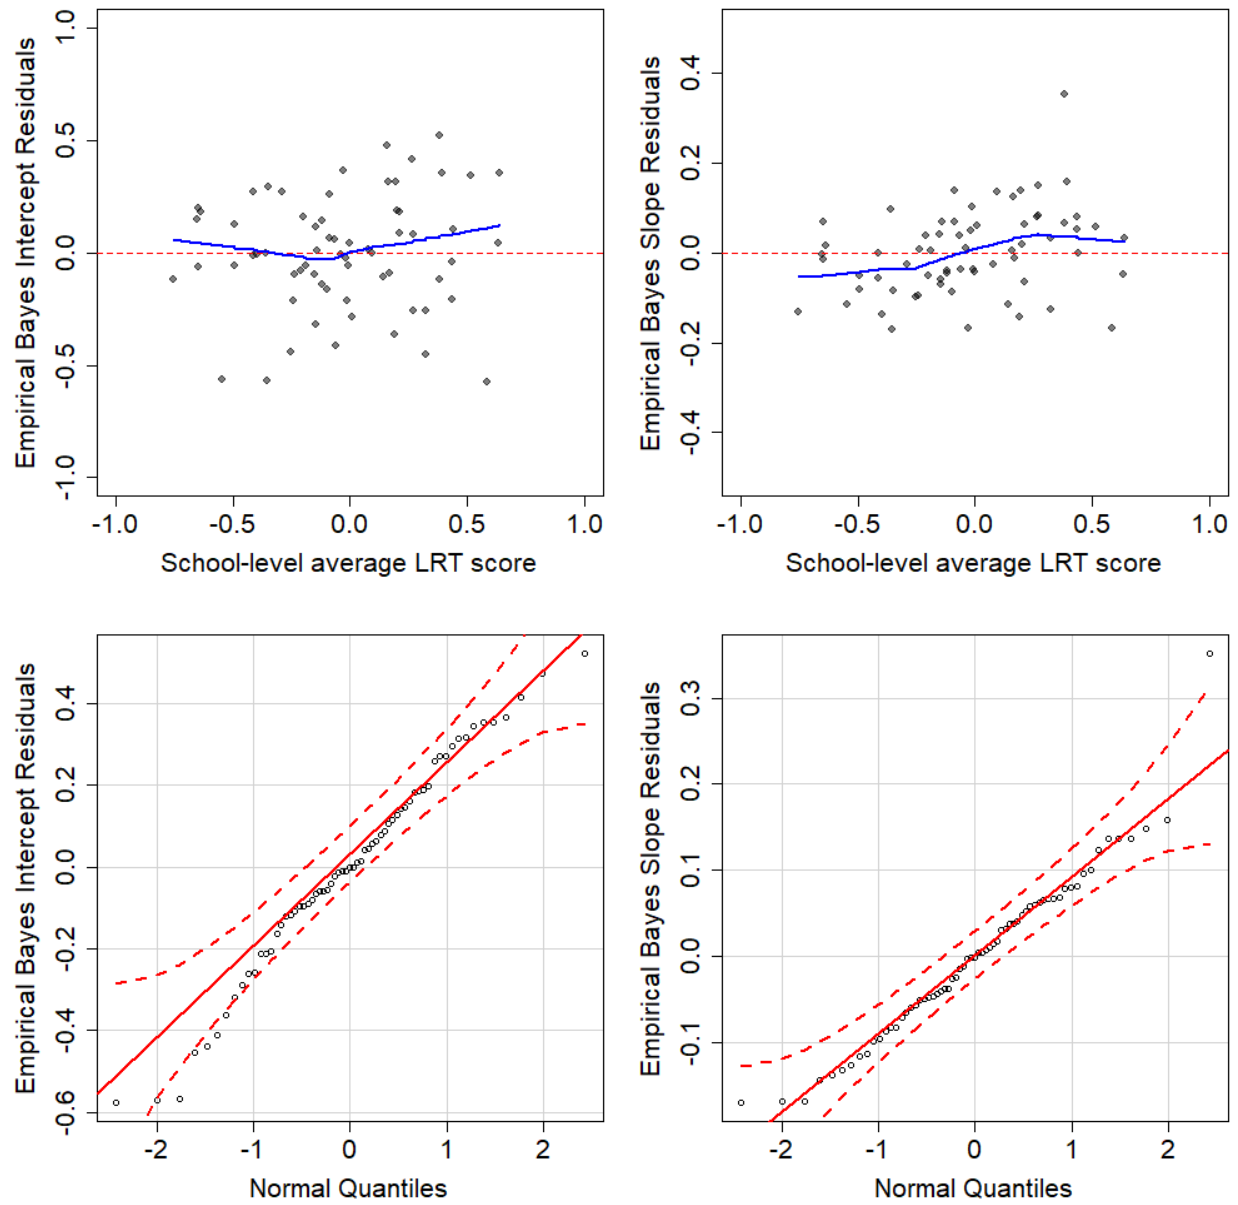 Empirical Bayes Intercept Residuals
1.0
0.5
0.0
-0.5
-1.0
-1.0 -0.5 0.0 0.5 1.0
School-level average LRT score
Empirical Bayes Slope Residuals
0.4
0.2
0.0
-0.2
-0.4
-1.0 -0.5 0.0 0.5 1.0
School-level average LRT score
Empirical Bayes Intercept Residuals
0.4
0.2
0.0
-0.2
-0.4
-0.6
-2 -1 0 1 2
Normal Quantiles
Empirical Bayes Slope Residuals
0.3
0.2
0.1
0.0
-0.1
-2 -1 0 1 2
Normal Quantiles